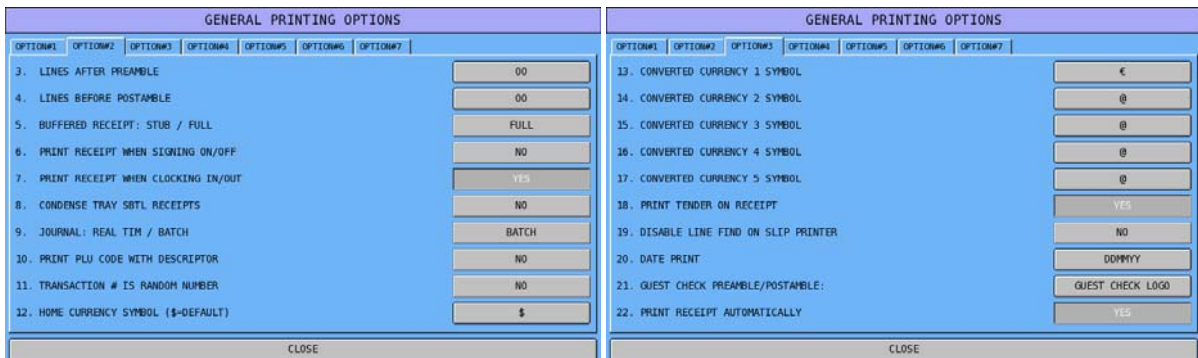 GENERAL PRINTING OPTIONS
OPTION#1 OPTION#2 OPTION#3 OPTION#4 OPTION#5 OPTION#6 OPTION#7
3. LINES AFTER PREAMBLE 00
4. LINES BEFORE POSTAMBLE 00
5. BUFFERED RECEIPT: STUB / FULL FULL
6. PRINT RECEIPT WHEN SIGNING ON/OFF NO
7. PRINT RECEIPT WHEN CLOCKING IN/OUT YES
8. CONDENSE TRAY SBTL RECEIPTS NO
9. JOURNAL: REAL TIM / BATCH BATCH
10. PRINT PLU CODE WITH DESCRIPTOR NO
11. TRANSACTION # IS RANDOM NUMBER NO
12. HOME CURRENCY SYMBOL ($=DEFAULT) $
CLOSE
GENERAL PRINTING OPTIONS
OPTION#1 OPTION#2 OPTION#3 OPTION#4 OPTION#5 OPTION#6 OPTION#7
13. CONVERTED CURRENCY 1 SYMBOL €
14. CONVERTED CURRENCY 2 SYMBOL @
15. CONVERTED CURRENCY 3 SYMBOL @
16. CONVERTED CURRENCY 4 SYMBOL @
17. CONVERTED CURRENCY 5 SYMBOL @
18. PRINT TENDER ON RECEIPT YES
19. DISABLE LINE FIND ON SLIP PRINTER NO
20. DATE PRINT DDMMYY
21. GUEST CHECK PREAMBLE/POSTAMBLE: GUEST CHECK LOGO
22. PRINT RECEIPT AUTOMATICALLY YES
CLOSE